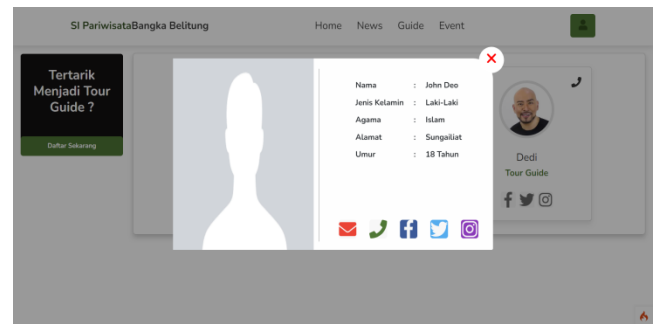 SI PariwisataBangka Belitung
Home News Guide Event
Tertarik
Menjadi Tour
Guide ?
Daftar Sekarang
Nama : John Deo
Jenis Kelamin : Laki-Laki
Agama : Islam
Alamat : Sungailiat
Umur : 18 Tahun
Dedi
Tour Guide